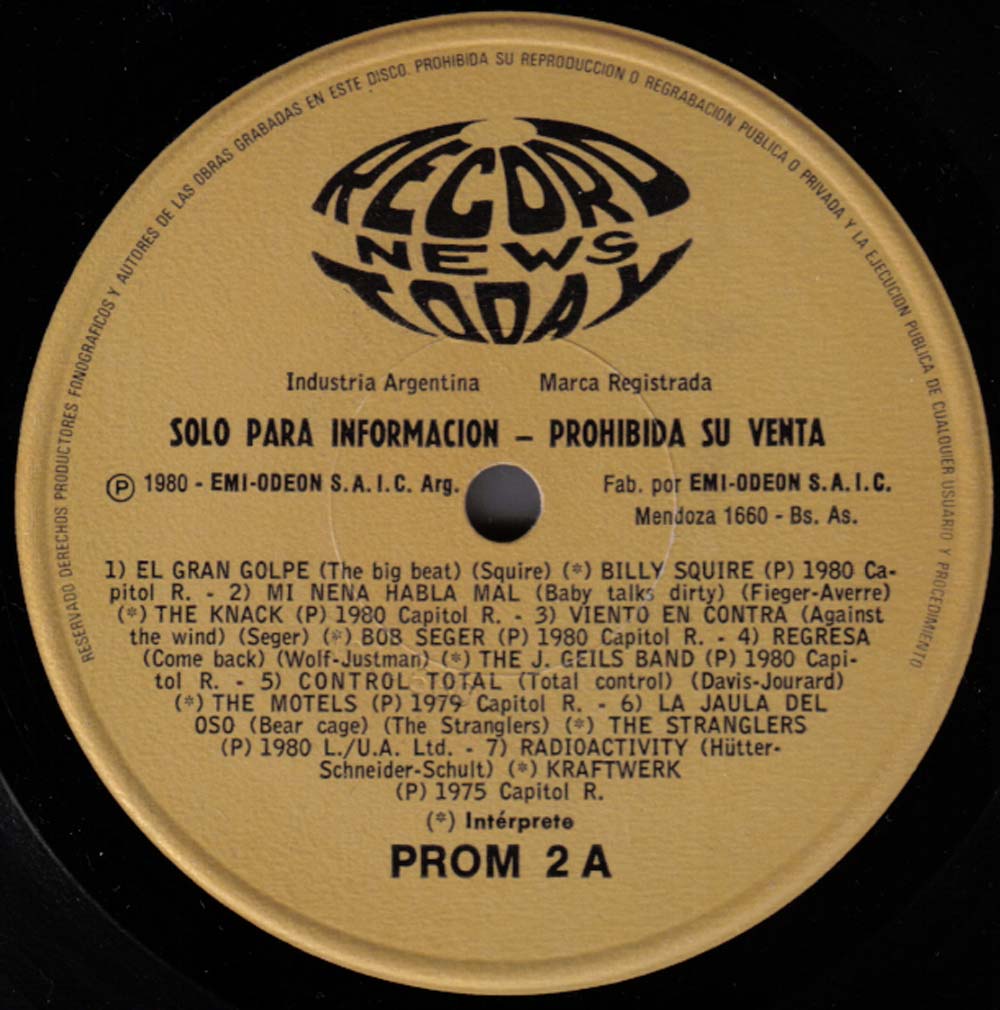 RESERVADO DERECHOS PRODUCTORES FONOGRAFICOS Y AUTORES DE LAS OBRAS GRABADAS EN ESTE DISCO. PROHIBIDA SU REPRODUCCION O REGRABACION PUBLICA O PRIVADA Y LA EJECUCION PUBLICA DE CUALQUIER USUARIO Y PROCEDIMIENTO
RECORD
NEWS
TODAY
Industria Argentina Marca Registrada
SOLO PARA INFORMACION - PROHIBIDA SU VENTA
Ⓟ 1980 - EMI-ODEON S.A.I.C. Arg. Fab. por EMI-ODEON S.A.I.C.
Mendoza 1660 - Bs. As.
1) EL GRAN GOLPE (The big beat) (Squire) (*) BILLY SQUIRE (P) 1980 Ca-
pitol R. - 2) MI NENA HABLA MAL (Baby talks dirty) (Fieger-Averre)
(*) THE KNACK (P) 1980 Capitol R. - 3) VIENTO EN CONTRA (Against
the wind) (Seger) (*) BOB SEGER (P) 1980 Capitol R. - 4) REGRESA
(Come back) (Wolf-Justman) (*) THE J. GEILS BAND (P) 1980 Capi-
tol R. - 5) CONTROL TOTAL (Total control) (Davis-Jourard)
(*) THE MOTELS (P) 1979 Capitol R. - 6) LA JAULA DEL
OSO (Bear cage) (The Stranglers) (*) THE STRANGLERS
(P) 1980 L./U.A. Ltd. - 7) RADIOACTIVITY (Hütter-
Schneider-Schult) (*) KRAFTWERK
(P) 1975 Capitol R.
(*) Intérprete
PROM 2 A